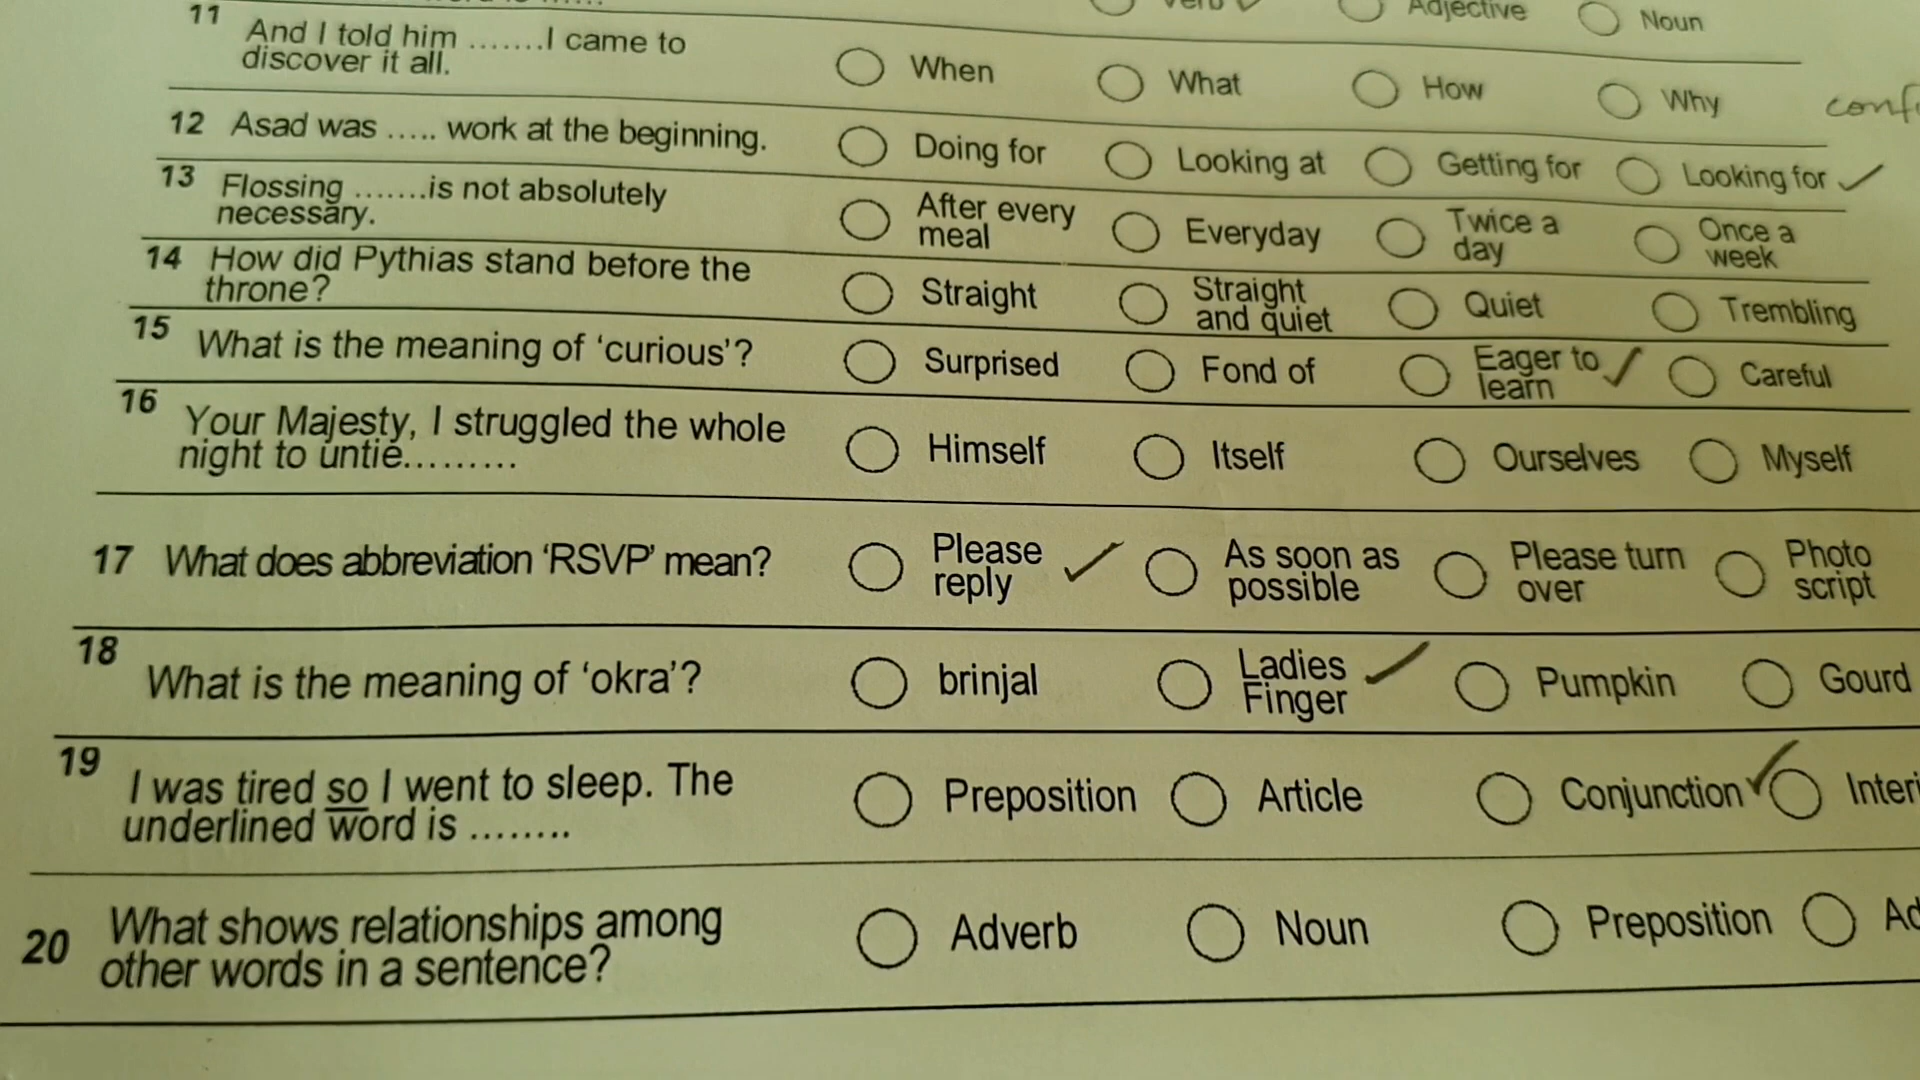 Verb Adjective Noun
11 And I told him .......I came to discover it all. When What How Why
12 Asad was ..... work at the beginning. Doing for Looking at Getting for Looking for ✓
13 Flossing .......is not absolutely necessary. After every meal Everyday Twice a day Once a week
14 How did Pythias stand before the throne? Straight Straight and quiet Quiet Trembling
15 What is the meaning of ‘curious’? Surprised Fond of Eager to learn ✓ Careful
16 Your Majesty, I struggled the whole night to untie......... Himself Itself Ourselves Myself
17 What does abbreviation ‘RSVP’ mean? Please reply ✓ As soon as possible Please turn over Photo script
18 What is the meaning of ‘okra’? brinjal Ladies Finger ✓ Pumpkin Gourd
19 I was tired so I went to sleep. The underlined word is ........ Preposition Article Conjunction ✓
20 What shows relationships among other words in a sentence? Adverb Noun Preposition